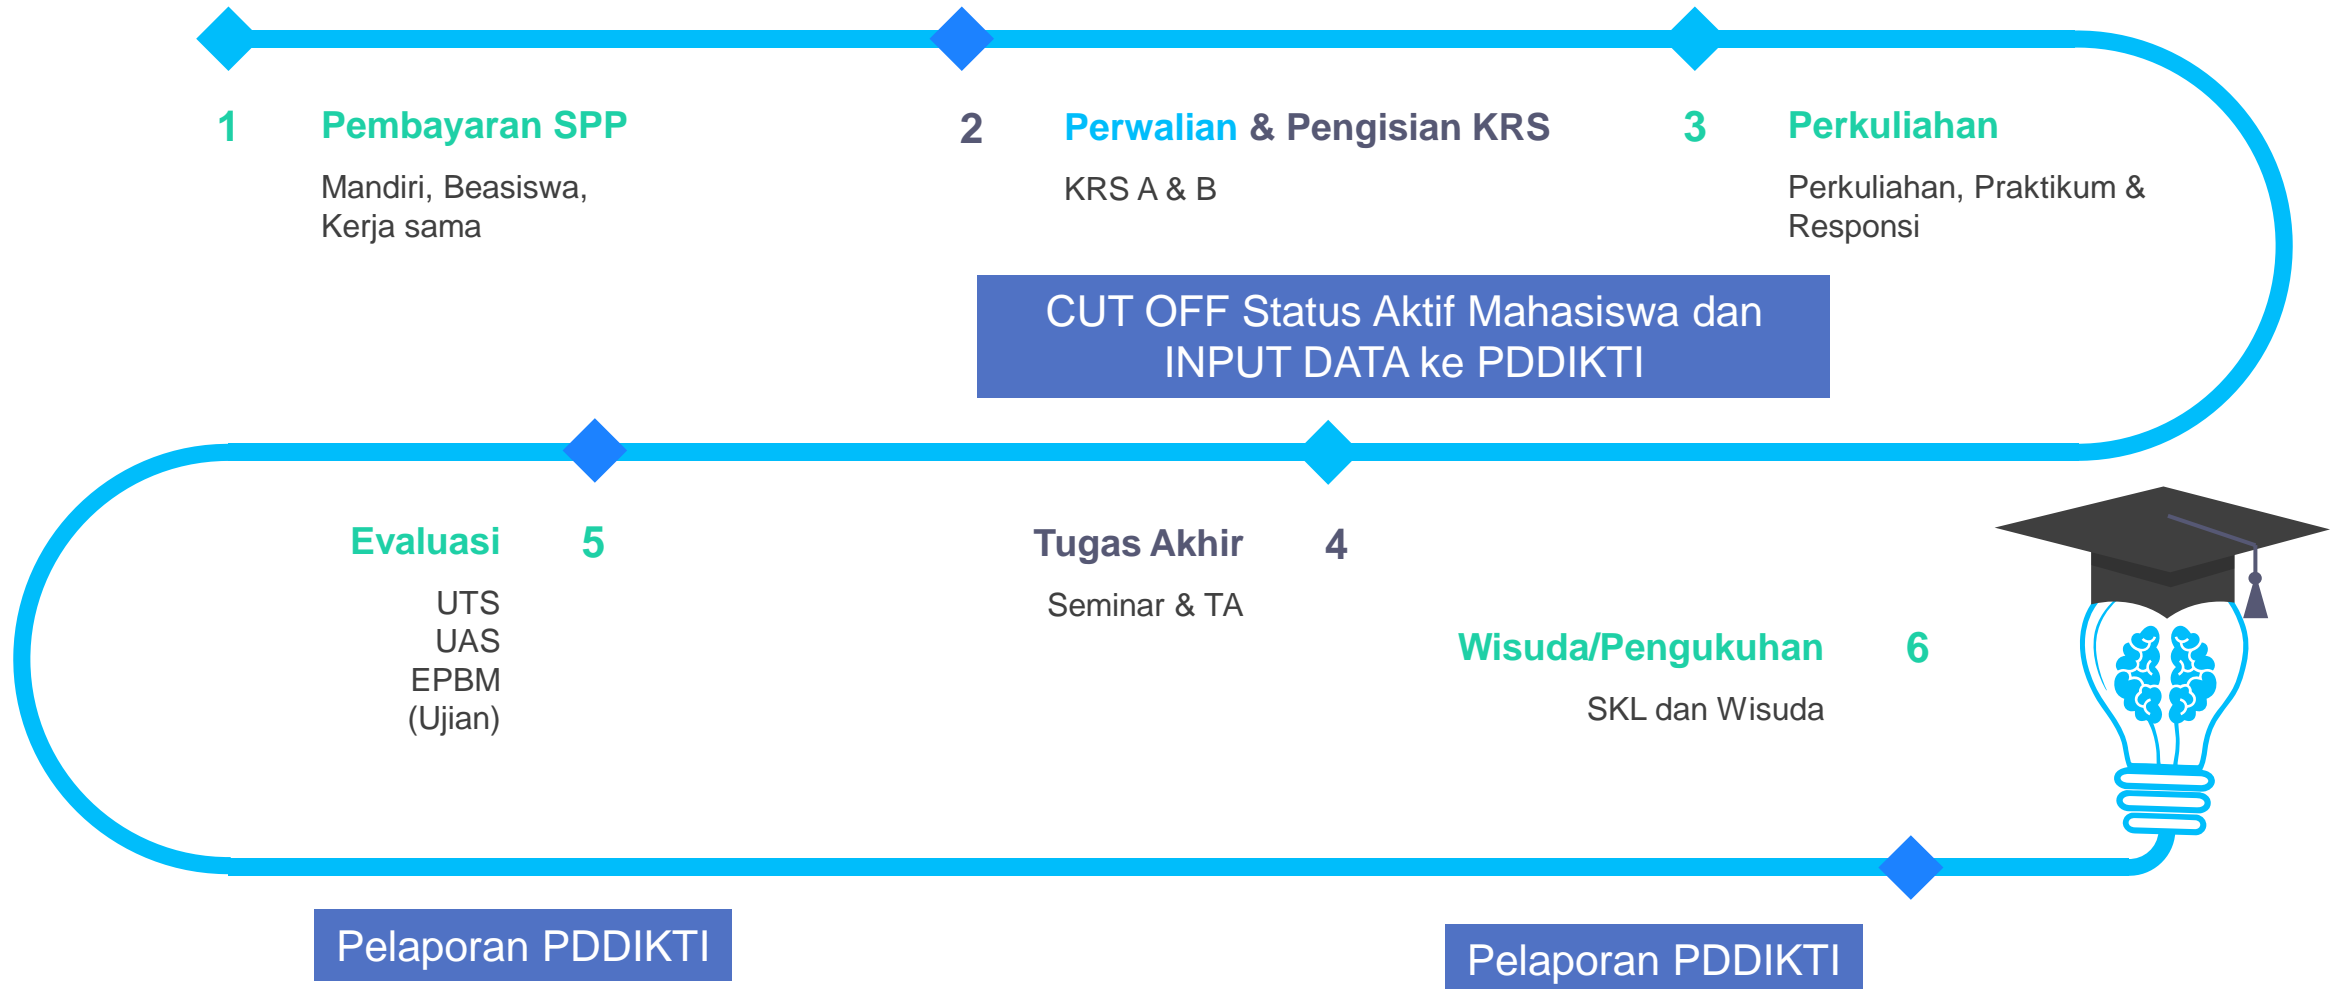 1
Pembayaran SPP
Mandiri, Beasiswa,
Kerja sama
2
Perwalian & Pengisian KRS
KRS A & B
3
Perkuliahan
Perkuliahan, Praktikum &
Responsi
CUT OFF Status Aktif Mahasiswa dan
INPUT DATA ke PDDIKTI
Tugas Akhir
4
Seminar & TA
Evaluasi
5
UTS
UAS
EPBM
(Ujian)
Wisuda/Pengukuhan
6
SKL dan Wisuda
Pelaporan PDDIKTI
Pelaporan PDDIKTI